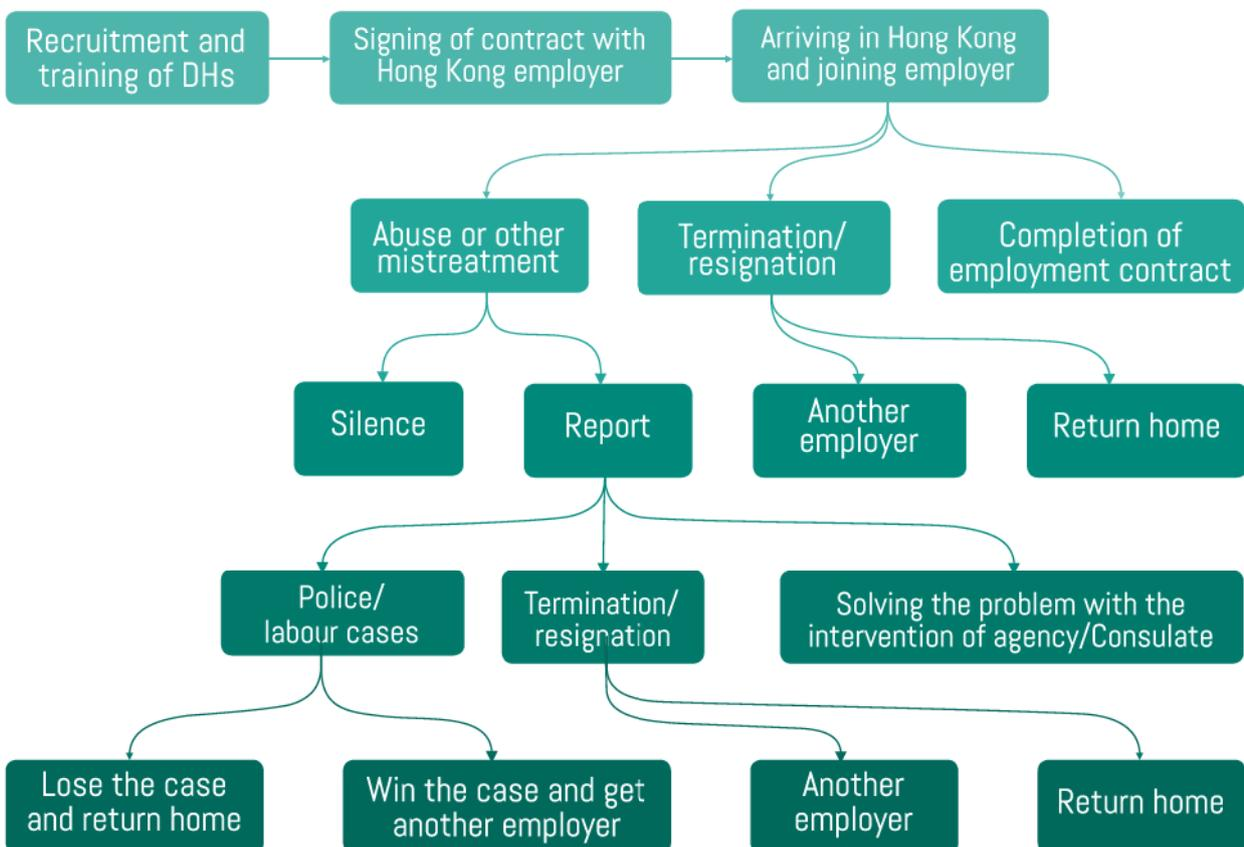 Recruitment and
training of DHs
Signing of contract with
Hong Kong employer
Arriving in Hong Kong
and joining employer
Abuse or other
mistreatment
Termination/
resignation
Completion of
employment contract
Silence
Report
Another
employer
Return home
Police/
labour cases
Termination/
resignation
Solving the problem with the
intervention of agency/Consulate
Lose the case
and return home
Win the case and get
another employer
Another
employer
Return home